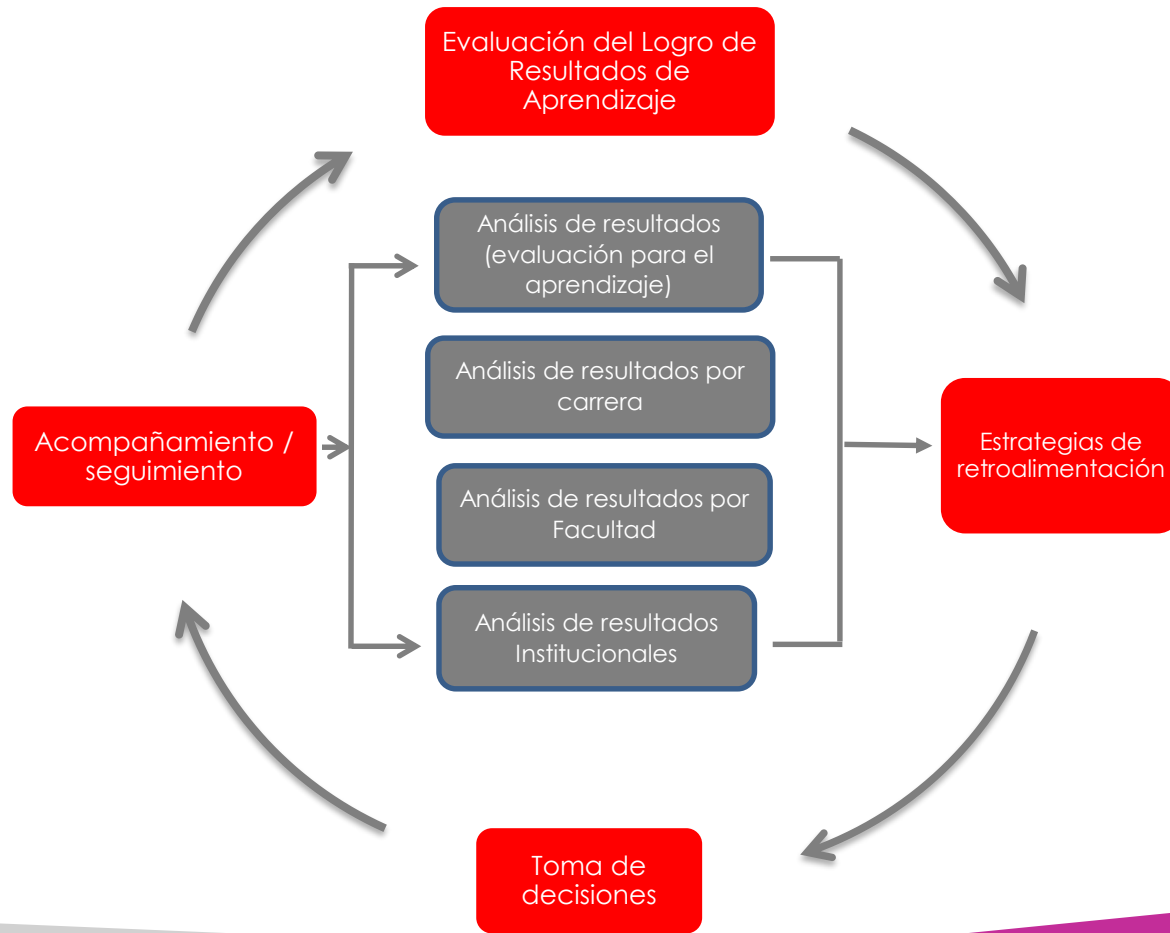 Evaluación del Logro de
Resultados de
Aprendizaje
Análisis de resultados
(evaluación para el
aprendizaje)
Análisis de resultados por
carrera
Acompañamiento /
seguimiento
Estrategias de
retroalimentación
Análisis de resultados por
Facultad
Análisis de resultados
Institucionales
Toma de
decisiones